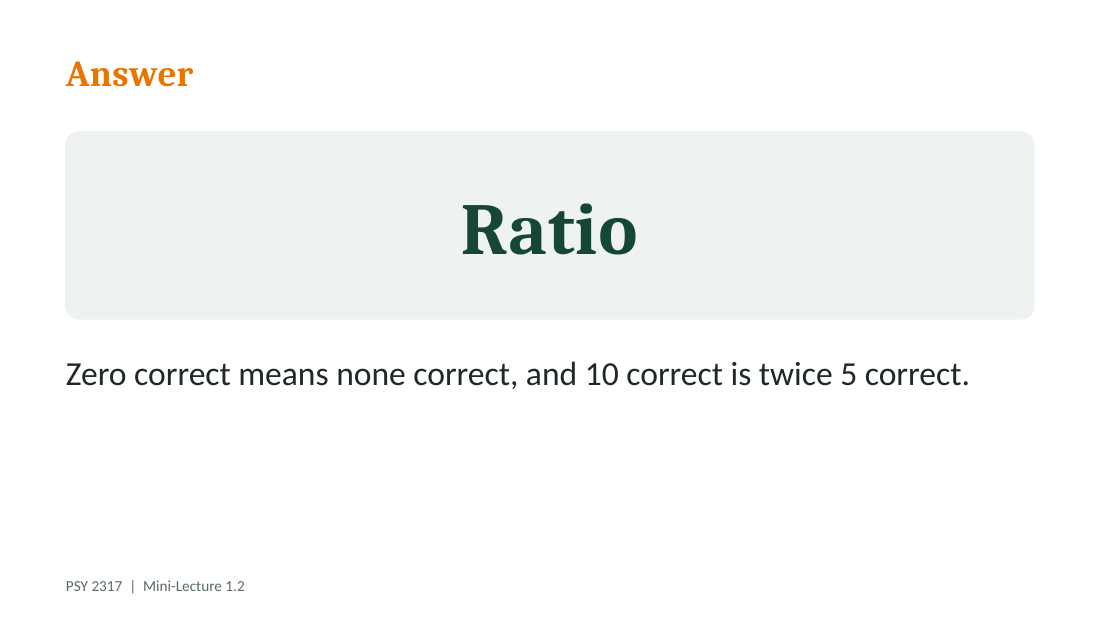 Answer
Ratio
Zero correct means none correct, and 10 correct is twice 5 correct.
PSY 2317 | Mini-Lecture 1.2